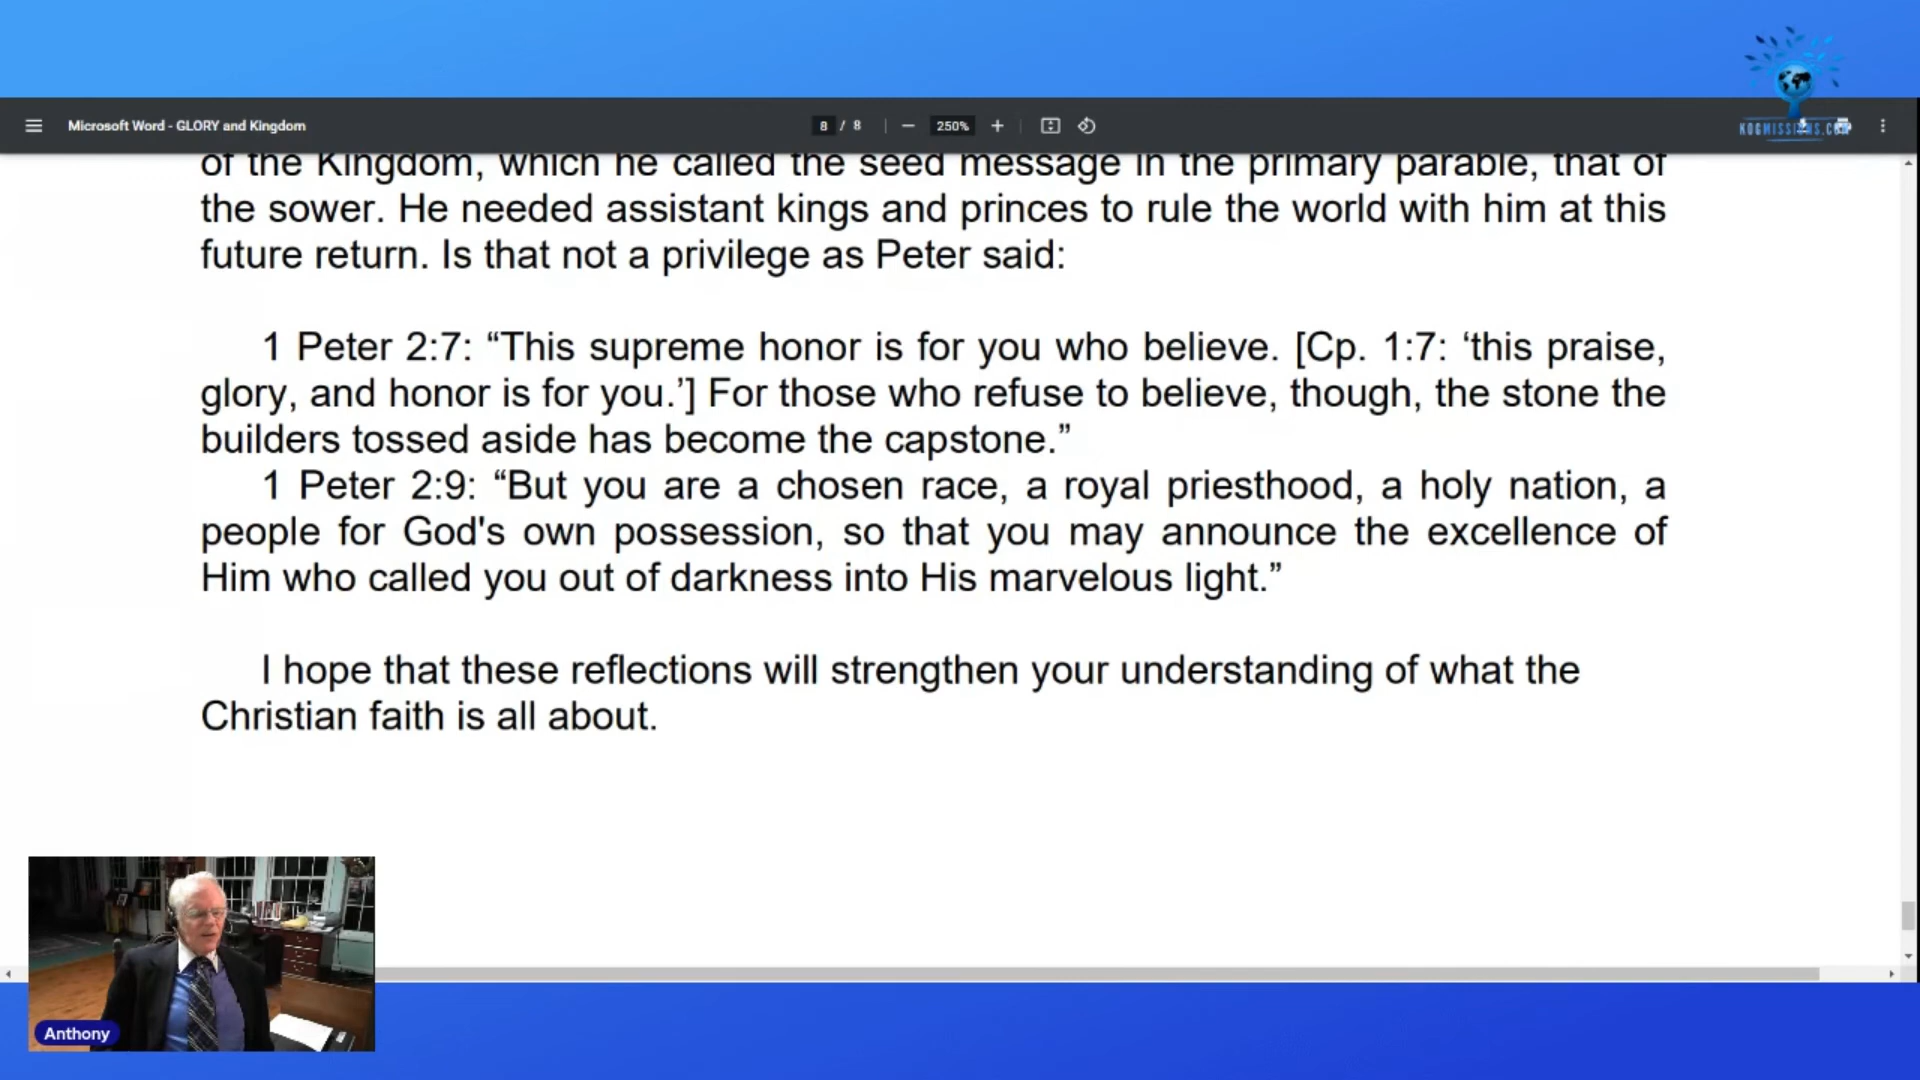 Microsoft Word - GLORY and Kingdom
8 / 8
250%
of the Kingdom, which he called the seed message in the primary parable, that of
the sower. He needed assistant kings and princes to rule the world with him at this
future return. Is that not a privilege as Peter said:
1 Peter 2:7: “This supreme honor is for you who believe. [Cp. 1:7: ‘this praise,
glory, and honor is for you.’] For those who refuse to believe, though, the stone the
builders tossed aside has become the capstone.”
1 Peter 2:9: “But you are a chosen race, a royal priesthood, a holy nation, a
people for God's own possession, so that you may announce the excellence of
Him who called you out of darkness into His marvelous light.”
I hope that these reflections will strengthen your understanding of what the
Christian faith is all about.
Anthony